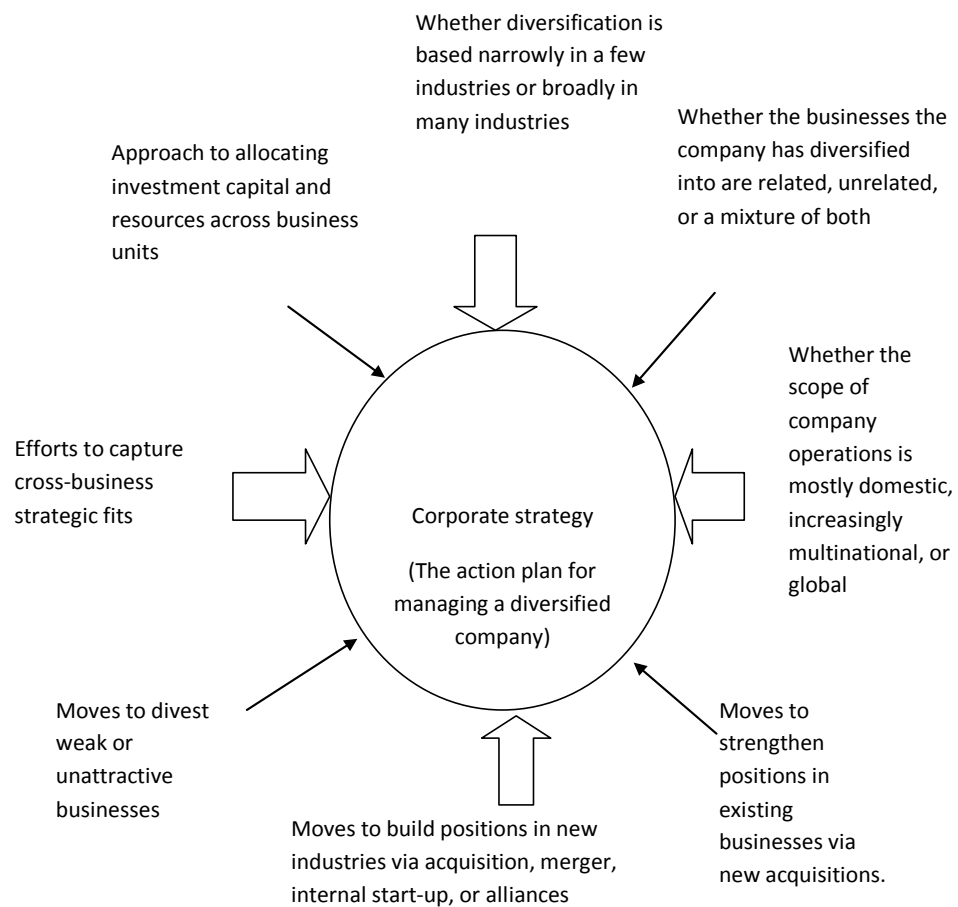 Whether diversification is
based narrowly in a few
industries or broadly in
many industries
Whether the businesses the
company has diversified
into are related, unrelated,
or a mixture of both
Approach to allocating
investment capital and
resources across business
units
Whether the
scope of
company
operations is
mostly domestic,
increasingly
multinational, or
global
Efforts to capture
cross-business
strategic fits
Corporate strategy
(The action plan for
managing a diversified
company)
Moves to divest
weak or
unattractive
businesses
Moves to
strengthen
positions in
existing
businesses via
new acquisitions.
Moves to build positions in new
industries via acquisition, merger,
internal start-up, or alliances